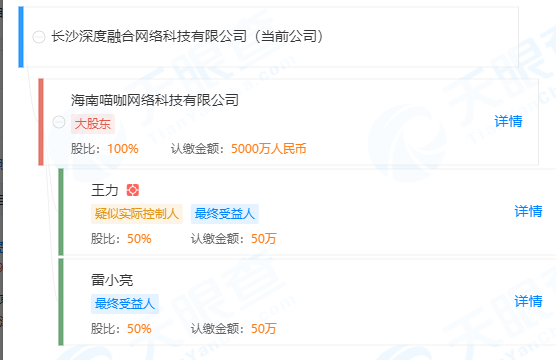 长沙深度融合网络科技有限公司（当前公司）
海南喵咖网络科技有限公司
大股东
详情
股比：100% 认缴金额：5000万人民币
王力
疑似实际控制人 最终受益人
详情
股比：50% 认缴金额：50万
雷小亮
最终受益人
详情
股比：50% 认缴金额：50万
天眼查